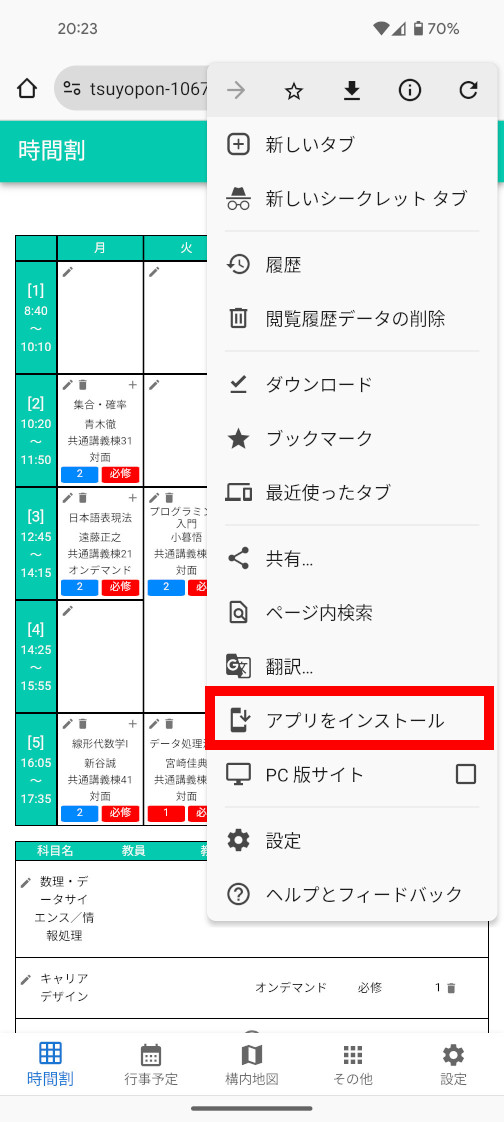 20:23
70%
tsuyopon-1067
時間割
新しいタブ
新しいシークレット タブ
履歴
閲覧履歴データの削除
ダウンロード
ブックマーク
最近使ったタブ
共有...
ページ内検索
翻訳...
アプリをインストール
PC 版サイト
設定
ヘルプとフィードバック
月
火
[1]
8:40
～
10:10
[2]
10:20
～
11:50
集合・確率
青木徹
共通講義棟31
対面
2
必修
[3]
12:45
～
14:15
日本語表現法
遠藤正之
共通講義棟21
オンデマンド
2
必修
プログラミン
入門
小暮悟
共通講義棟
対面
2
必
[4]
14:25
～
15:55
[5]
16:05
～
17:35
線形代数学I
新谷誠
共通講義棟41
対面
2
必修
データ処理
宮崎佳典
共通講義棟
対面
1
必
科目名
教員
数理・デ
ータサイ
エンス／情
報処理
キャリア
デザイン
オンデマンド
必修
1
時間割
行事予定
構内地図
その他
設定